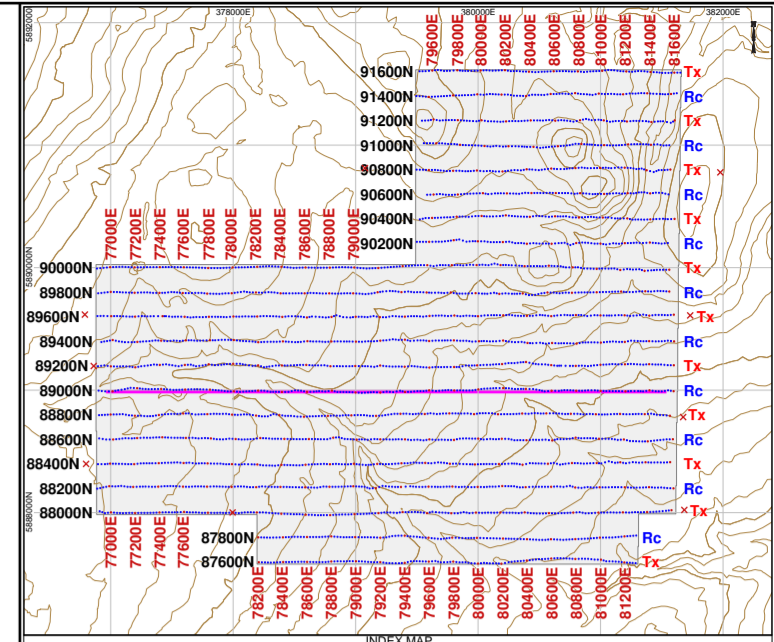 378000E 380000E 382000E
5892000
79600E 79800E 80000E 80200E 80400E 80600E 80800E 81000E 81200E 81400E 81600E
91600N Tx
91400N Rc
91200N Tx
91000N Rc
90800N Tx
90600N Rc
90400N Tx
90200N Rc
77000E 77200E 77400E 77600E 77800E 78000E 78200E 78400E 78600E 78800E 79000E
5890000N
90000N Tx
89800N Rc
89600N Tx
89400N Rc
89200N Tx
89000N Rc
88800N Tx
88600N Rc
88400N Tx
88200N Rc
5888000N
88000N Tx
77000E 77200E 77400E 77600E
87800N Rc
87600N Tx
78200E 78400E 78600E 78800E 79000E 79200E 79400E 79600E 79800E 80000E 80200E 80400E 80600E 80800E 81000E 81200E
INDEX MAP